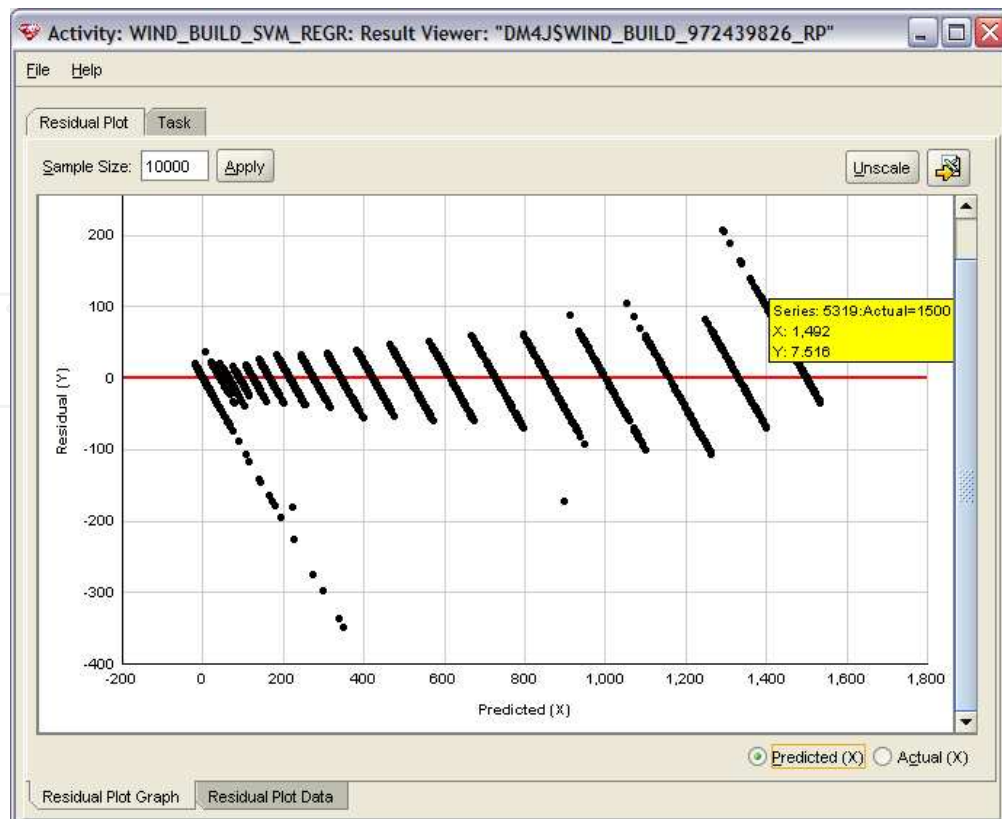 Activity: WIND_BUILD_SVM_REGR: Result Viewer: "DM4J$WIND_BUILD_972439826_RP"
File Help
Residual Plot Task
Sample Size: 10000 Apply Unscale
200
100
0
-100
-200
-300
-400
Residual (Y)
Series: 5319:Actual=1500
X: 1,492
Y: 7.516
-200 0 200 400 600 800 1,000 1,200 1,400 1,600 1,800
Predicted (X)
Predicted (X) Actual (X)
Residual Plot Graph Residual Plot Data